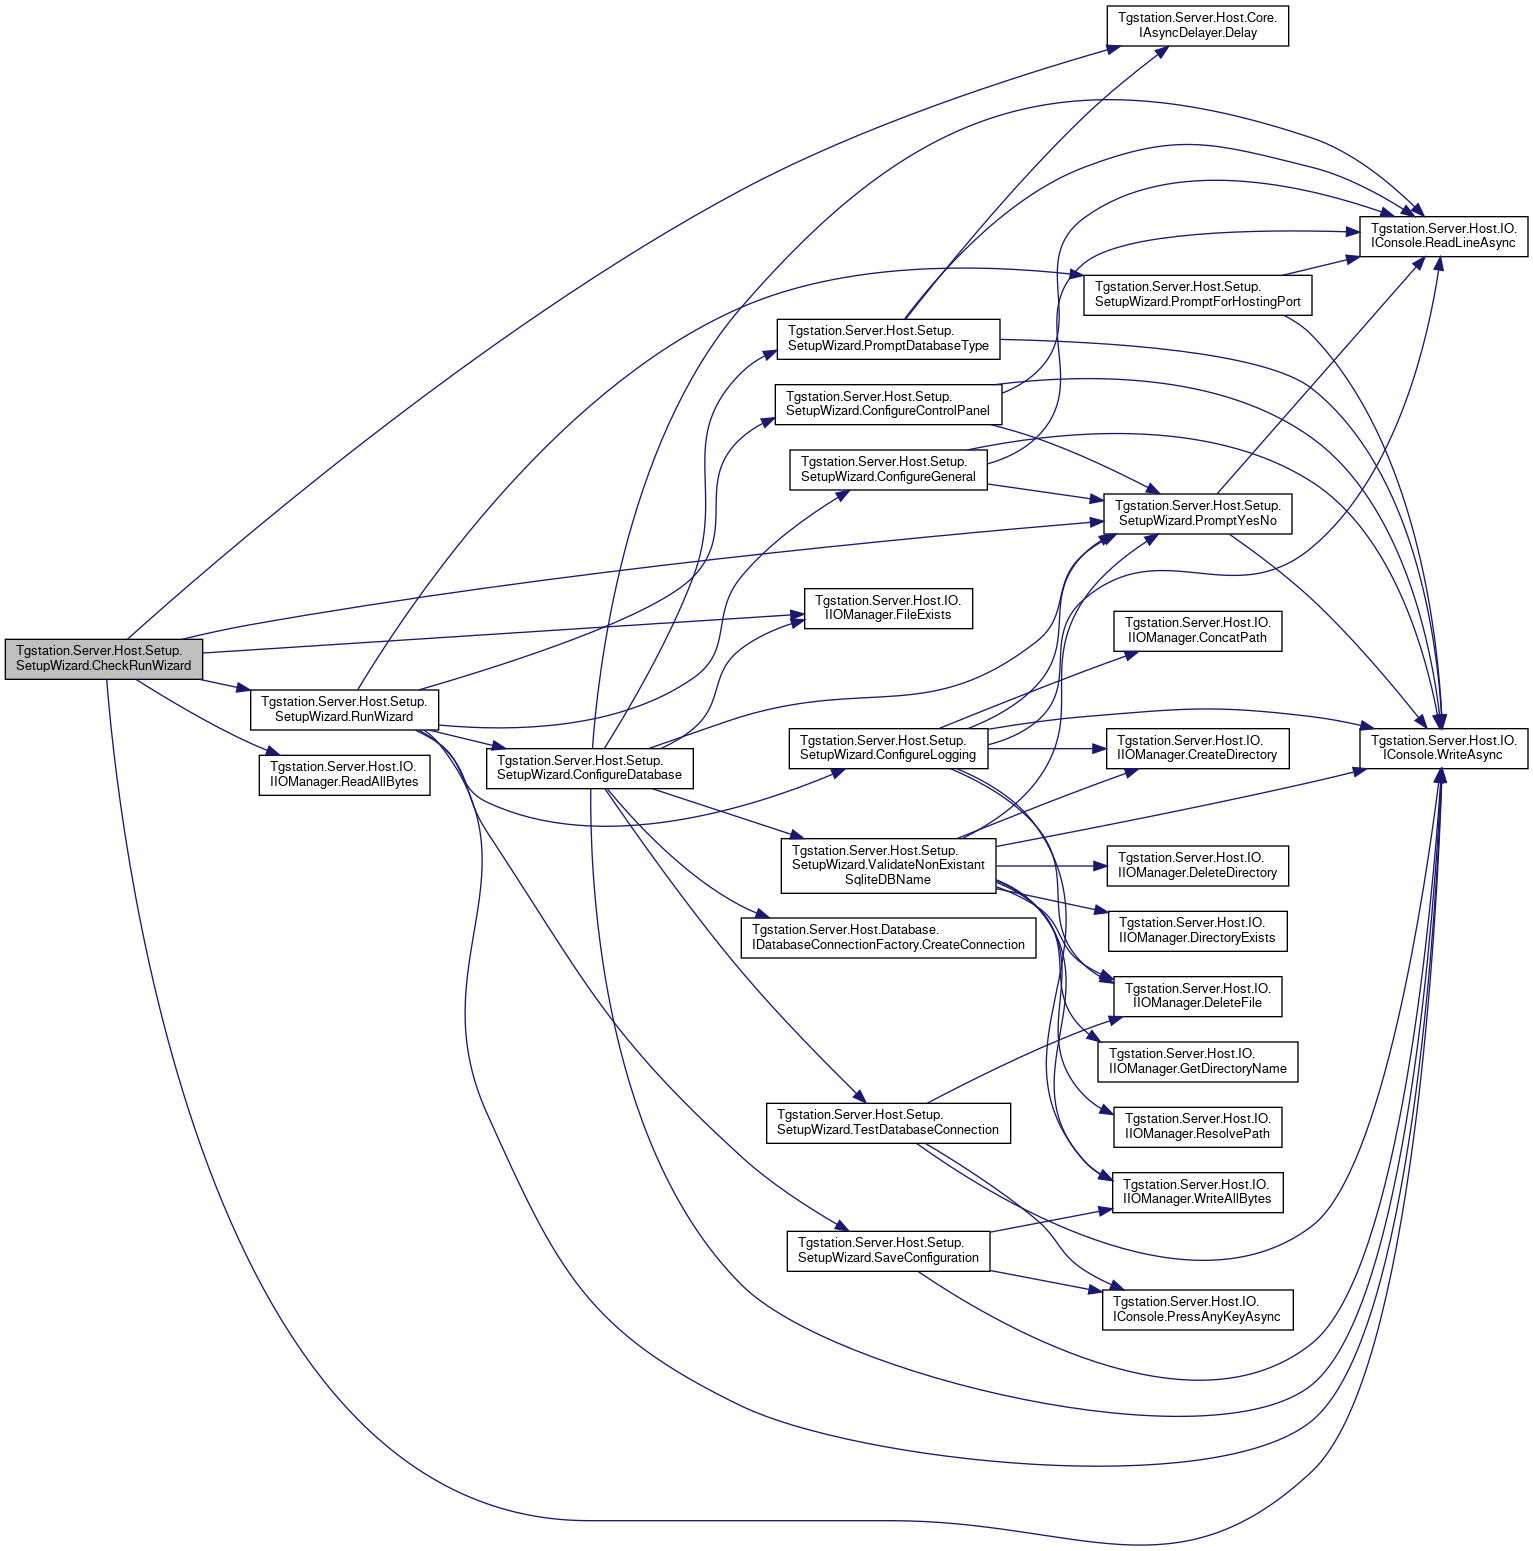 Tgstation.Server.Host.Core.
IAsyncDelayer.Delay
Tgstation.Server.Host.IO.
IConsole.ReadLineAsync
Tgstation.Server.Host.Setup.
SetupWizard.PromptForHostingPort
Tgstation.Server.Host.Setup.
SetupWizard.PromptDatabaseType
Tgstation.Server.Host.Setup.
SetupWizard.ConfigureControlPanel
Tgstation.Server.Host.Setup.
SetupWizard.ConfigureGeneral
Tgstation.Server.Host.Setup.
SetupWizard.PromptYesNo
Tgstation.Server.Host.IO.
IIOManager.FileExists
Tgstation.Server.Host.IO.
IIOManager.ConcatPath
Tgstation.Server.Host.Setup.
SetupWizard.CheckRunWizard
Tgstation.Server.Host.Setup.
SetupWizard.RunWizard
Tgstation.Server.Host.IO.
IIOManager.ReadAllBytes
Tgstation.Server.Host.Setup.
SetupWizard.ConfigureDatabase
Tgstation.Server.Host.Setup.
SetupWizard.ConfigureLogging
Tgstation.Server.Host.IO.
IIOManager.CreateDirectory
Tgstation.Server.Host.IO.
IConsole.WriteAsync
Tgstation.Server.Host.Setup.
SetupWizard.ValidateNonExistant
SqliteDBName
Tgstation.Server.Host.IO.
IIOManager.DeleteDirectory
Tgstation.Server.Host.Database.
IDatabaseConnectionFactory.CreateConnection
Tgstation.Server.Host.IO.
IIOManager.DirectoryExists
Tgstation.Server.Host.IO.
IIOManager.DeleteFile
Tgstation.Server.Host.IO.
IIOManager.GetDirectoryName
Tgstation.Server.Host.Setup.
SetupWizard.TestDatabaseConnection
Tgstation.Server.Host.IO.
IIOManager.ResolvePath
Tgstation.Server.Host.IO.
IIOManager.WriteAllBytes
Tgstation.Server.Host.Setup.
SetupWizard.SaveConfiguration
Tgstation.Server.Host.IO.
IConsole.PressAnyKeyAsync